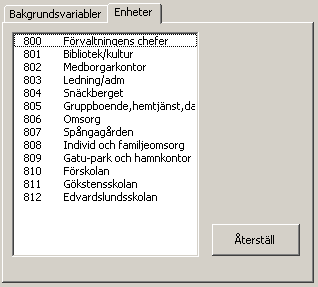 Bakgrundsvariabler Enheter
800 Förvaltningens chefer
801 Bibliotek/kultur
802 Medborgarkontor
803 Ledning/adm
804 Snäckberget
805 Gruppboende,hemtjänst,da
806 Omsorg
807 Spångagården
808 Individ och familjeomsorg
809 Gatu-park och hamnkontor
810 Förskolan
811 Gökstensskolan
812 Edvardslundsskolan
Återställ